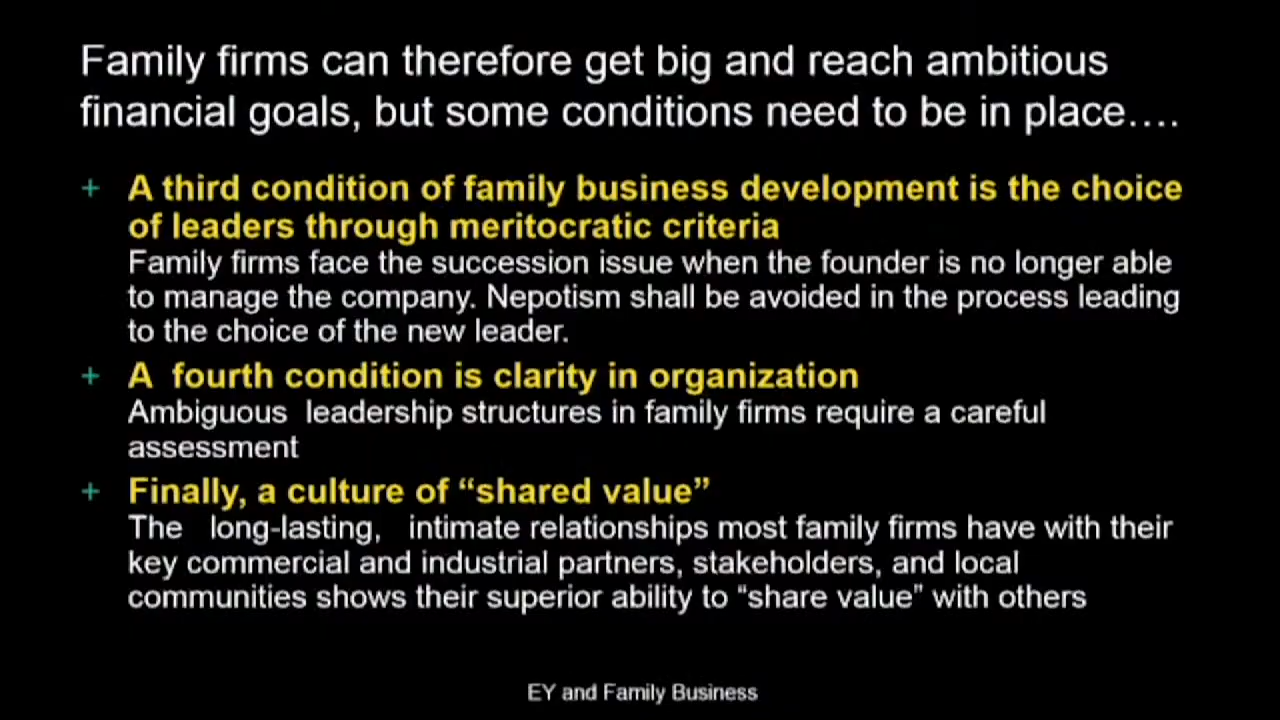 Family firms can therefore get big and reach ambitious
financial goals, but some conditions need to be in place….
+ A third condition of family business development is the choice
of leaders through meritocratic criteria
Family firms face the succession issue when the founder is no longer able
to manage the company. Nepotism shall be avoided in the process leading
to the choice of the new leader.
+ A  fourth condition is clarity in organization
Ambiguous  leadership structures in family firms require a careful
assessment
+ Finally, a culture of “shared value”
The   long-lasting,   intimate relationships most family firms have with their
key commercial and industrial partners, stakeholders, and local
communities shows their superior ability to “share value” with others
EY and Family Business